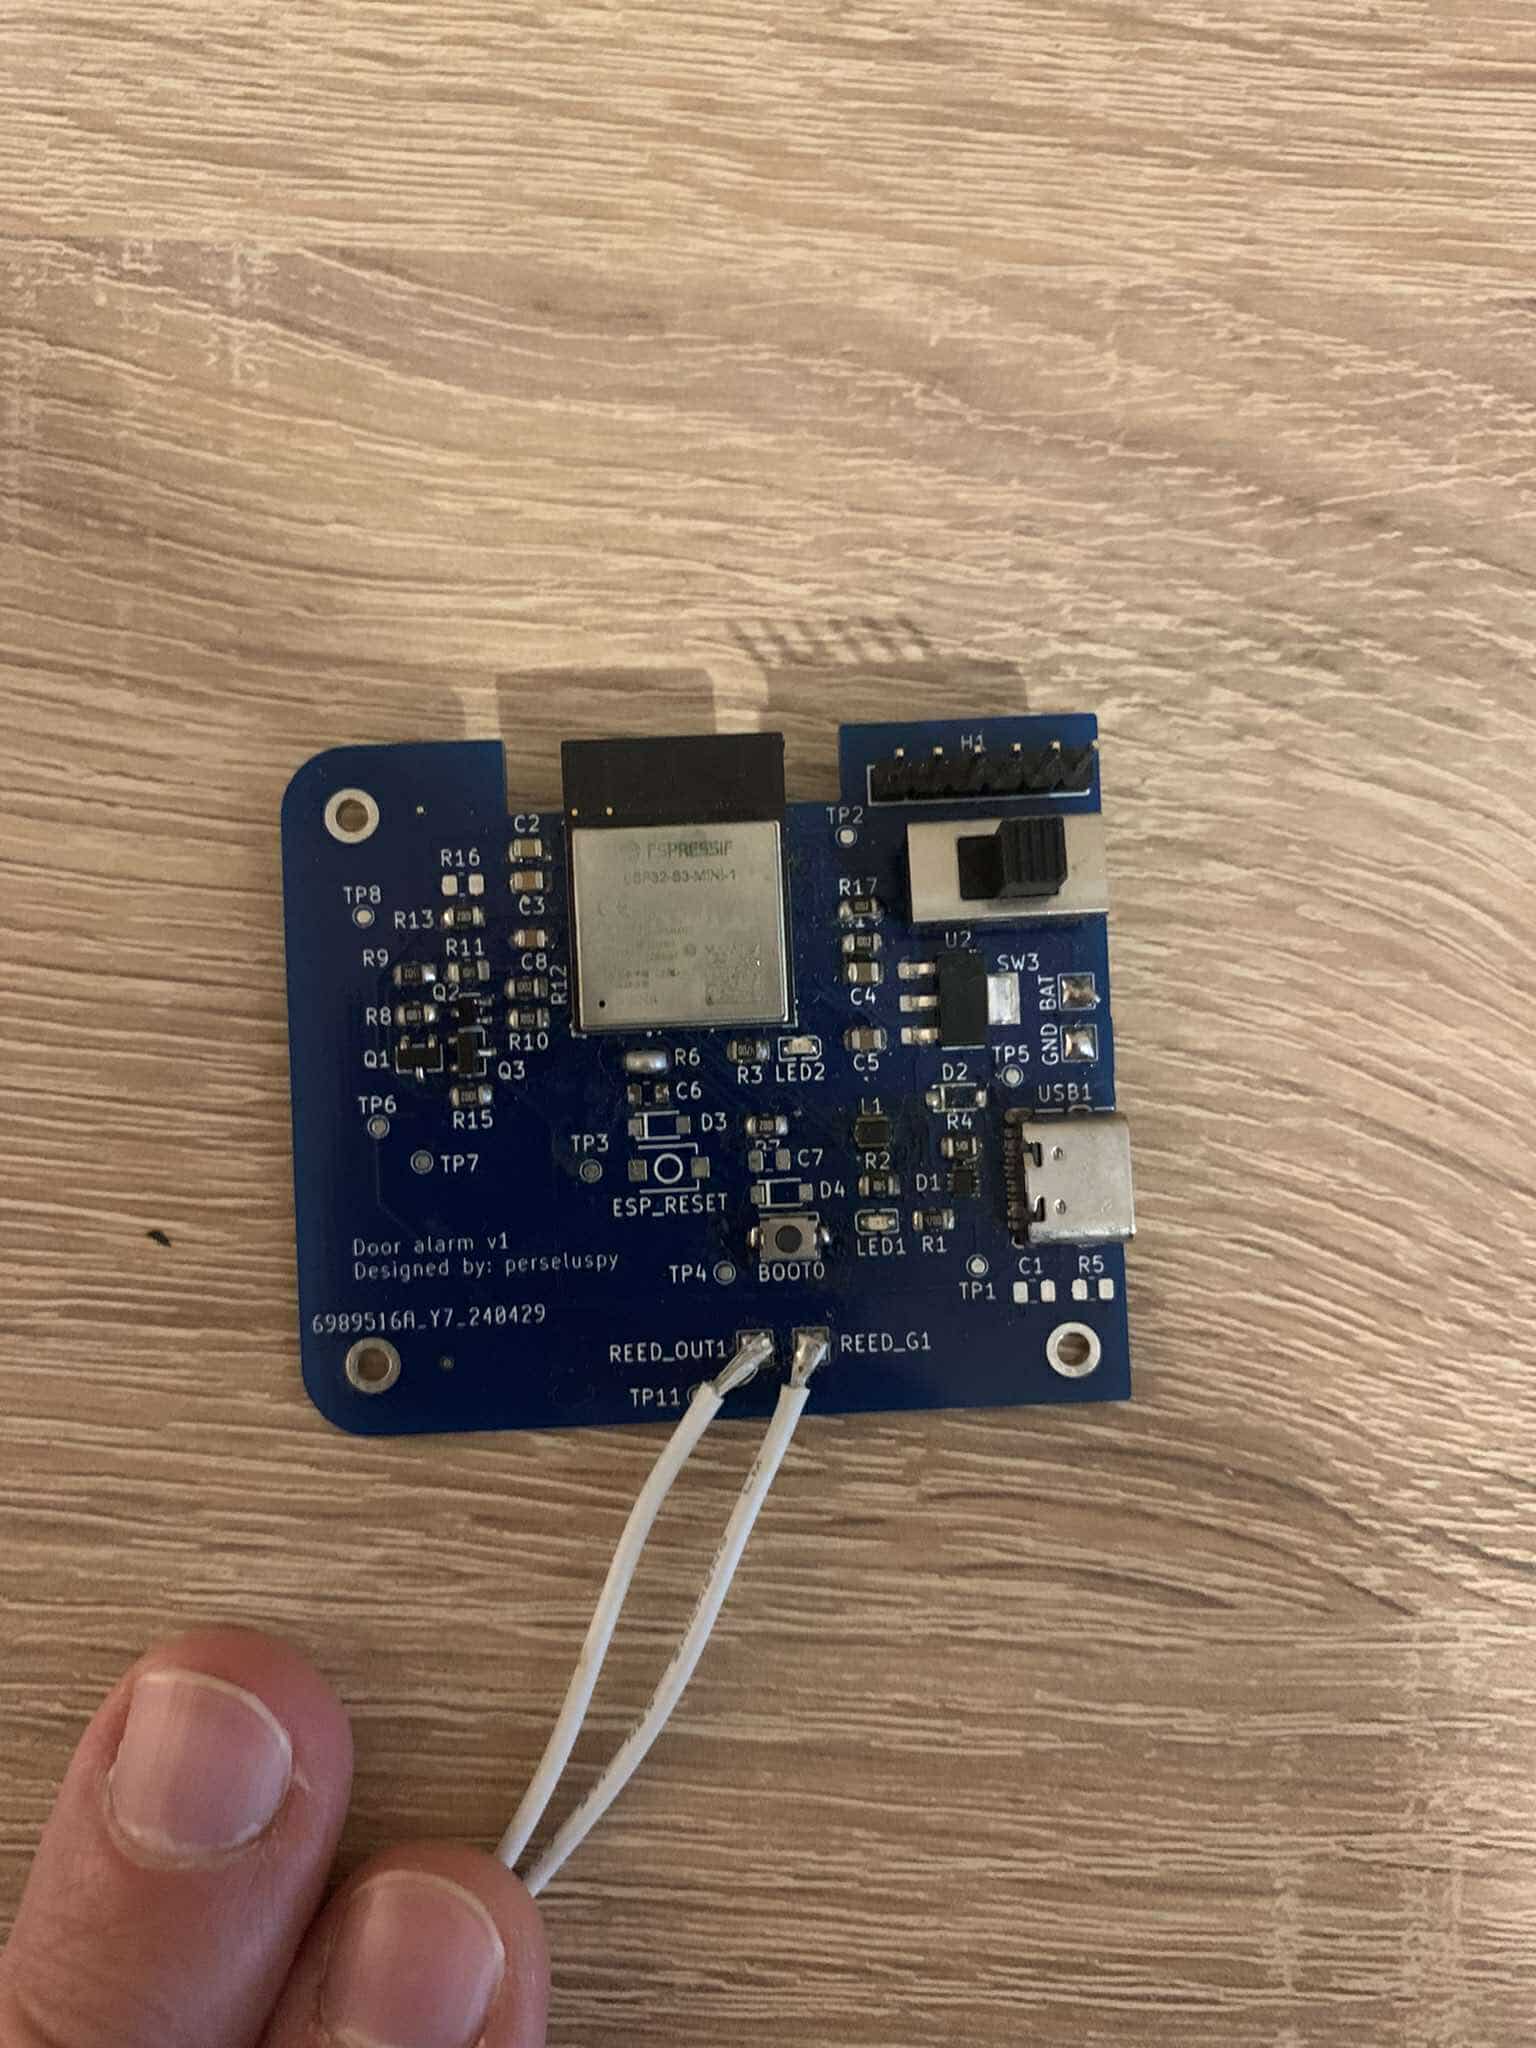 H1
TP2
C2
ESPRESSIF
ESP32-S3-MINI-1
R16
TP8
R13
C3
R17
R9
R11
C8
R12
U2
SW3
Q2
C4
BAT
R8
R10
GND
Q1
Q3
R6
R3
LED2
C5
TP5
C6
D2
USB1
TP6
R15
D3
L1
R4
TP3
TP7
R7
C7
R2
D1
ESP_RESET
D4
LED1
R1
Door alarm v1
Designed by: perseluspy
TP4
BOOT0
TP1
C1
R5
6989516A_Y7_240429
REED_OUT1
REED_G1
TP11